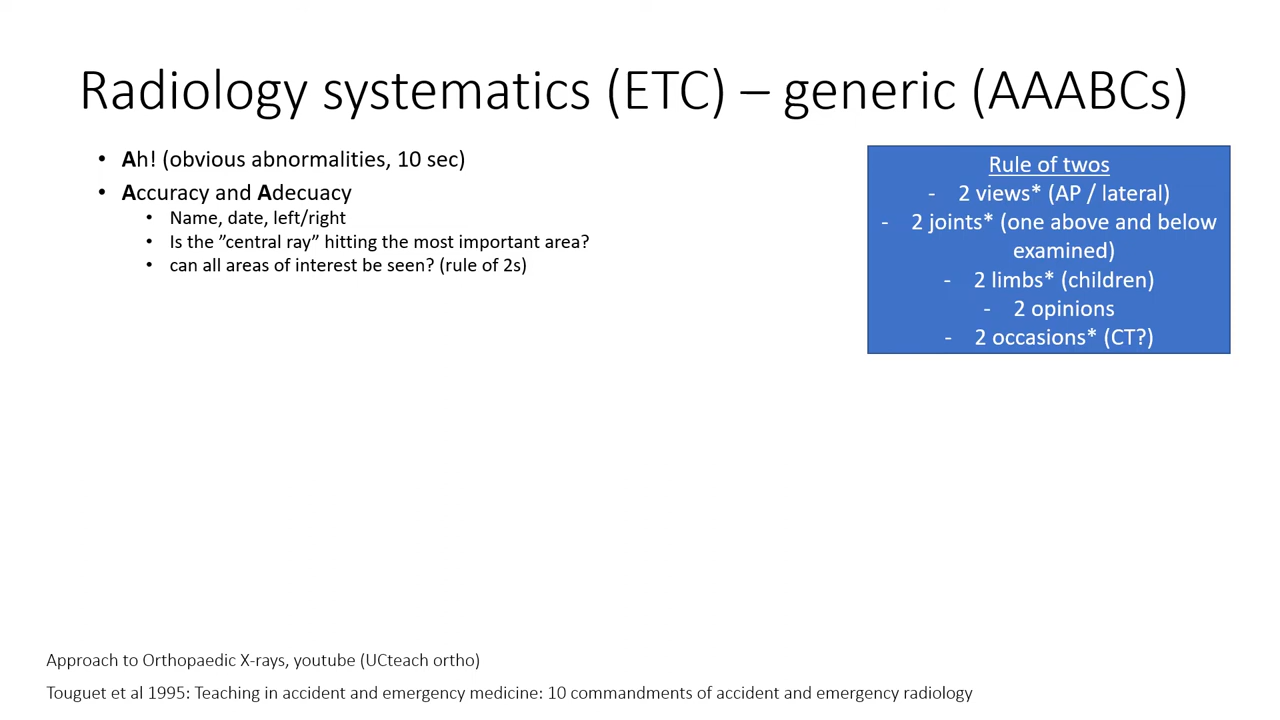 Radiology systematics (ETC) – generic (AAABCs)
• Ah! (obvious abnormalities, 10 sec)
• Accuracy and Adecuacy
• Name, date, left/right
• Is the ”central ray” hitting the most important area?
• can all areas of interest be seen? (rule of 2s)
Rule of twos
- 2 views* (AP / lateral)
- 2 joints* (one above and below
examined)
- 2 limbs* (children)
- 2 opinions
- 2 occasions* (CT?)
Approach to Orthopaedic X-rays, youtube (UCteach ortho)
Touguet et al 1995: Teaching in accident and emergency medicine: 10 commandments of accident and emergency radiology